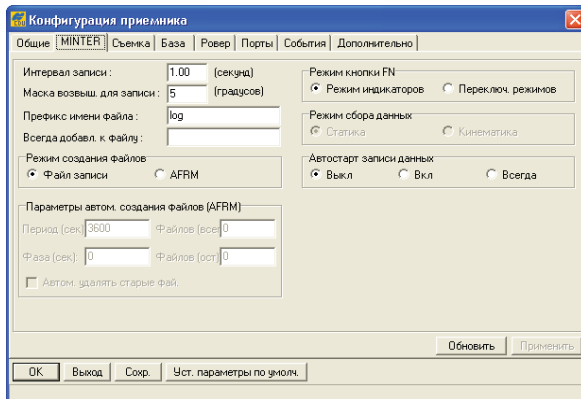 Конфигурация приемника
Общие MINTER Съемка База Ровер Порты События Дополнительно
Интервал записи : 1.00 (секунд)
Маска возвыш. для записи : 5 (градусов)
Префикс имени файла : log
Всегда добавл. к файлу :
Режим создания файлов
Файл записи AFRM
Параметры автом. создания файлов (AFRM)
Период (сек) 3600 Файлов (всег 0
Фаза (сек): 0 Файлов (ост) 0
Автом. удалять старые фай.
Режим кнопки FN
Режим индикаторов Переключ. режимов
Режим сбора данных
Статика Кинематика
Автостарт записи данных
Выкл Вкл Всегда
Обновить Применить
OK Выход Сохр. Уст. параметры по умолч.